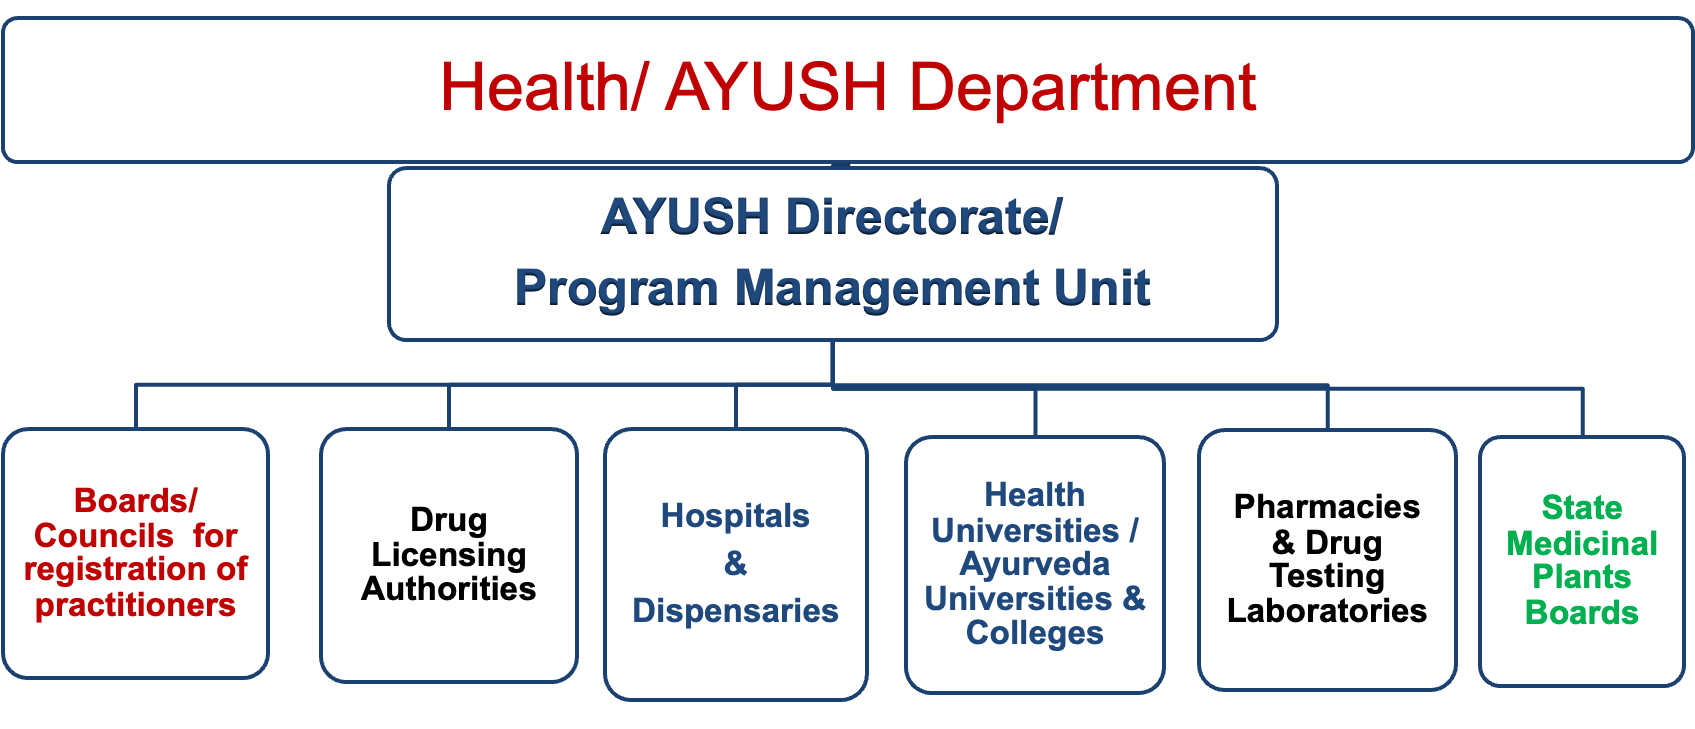 Health/ AYUSH Department
AYUSH Directorate/
Program Management Unit
Boards/
Councils for
registration of
practitioners
Drug
Licensing
Authorities
Hospitals
&
Dispensaries
Health
Universities /
Ayurveda
Universities &
Colleges
Pharmacies
& Drug
Testing
Laboratories
State
Medicinal
Plants
Boards